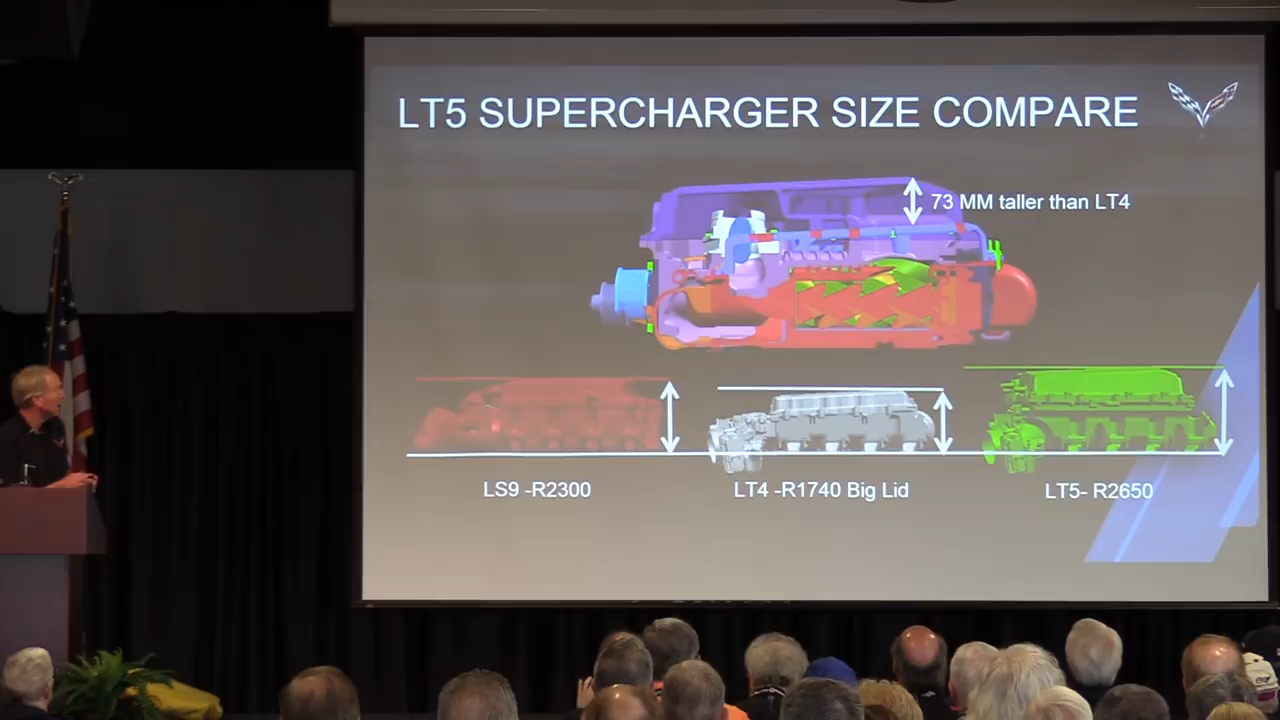 LT5 SUPERCHARGER SIZE COMPARE
73 MM taller than LT4
LS9 -R2300
LT4 -R1740 Big Lid
LT5- R2650